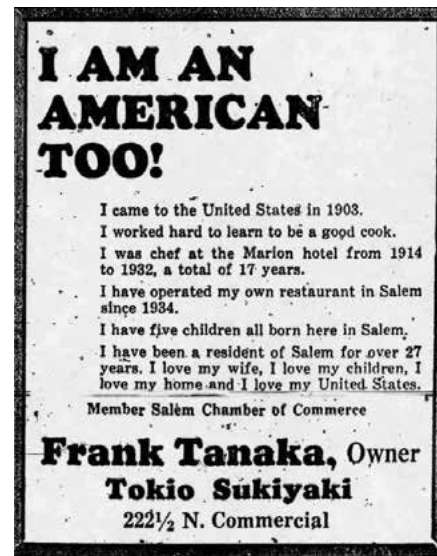 I AM AN
AMERICAN
TOO!
I came to the United States in 1903.
I worked hard to learn to be a good cook.
I was chef at the Marion hotel from 1914
to 1932, a total of 17 years.
I have operated my own restaurant in Salem
since 1934.
I have five children all born here in Salem.
I have been a resident of Salem for over 27
years. I love my wife, I love my children, I
love my home and I love my United States.
Member Salem Chamber of Commerce
Frank Tanaka, Owner
Tokio Sukiyaki
222½ N. Commercial